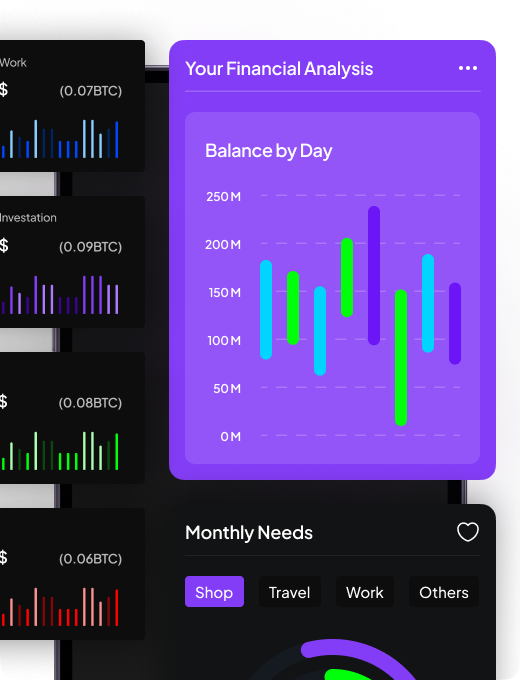 Work
$ (0.07BTC)
Investation
$ (0.09BTC)
$ (0.08BTC)
$ (0.06BTC)
Your Financial Analysis
Balance by Day
250 M
200 M
150 M
100 M
50 M
0 M
Monthly Needs
Shop Travel Work Others